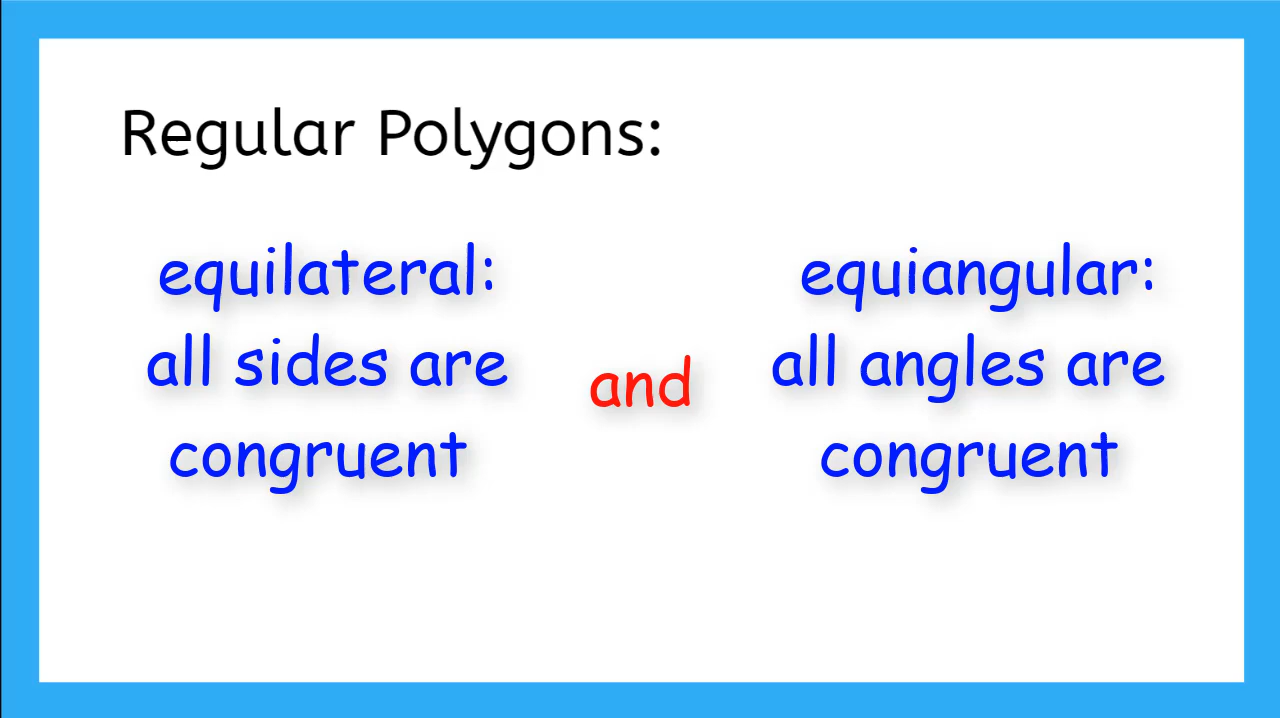 Regular Polygons:
equilateral:
all sides are
congruent
and
equiangular:
all angles are
congruent